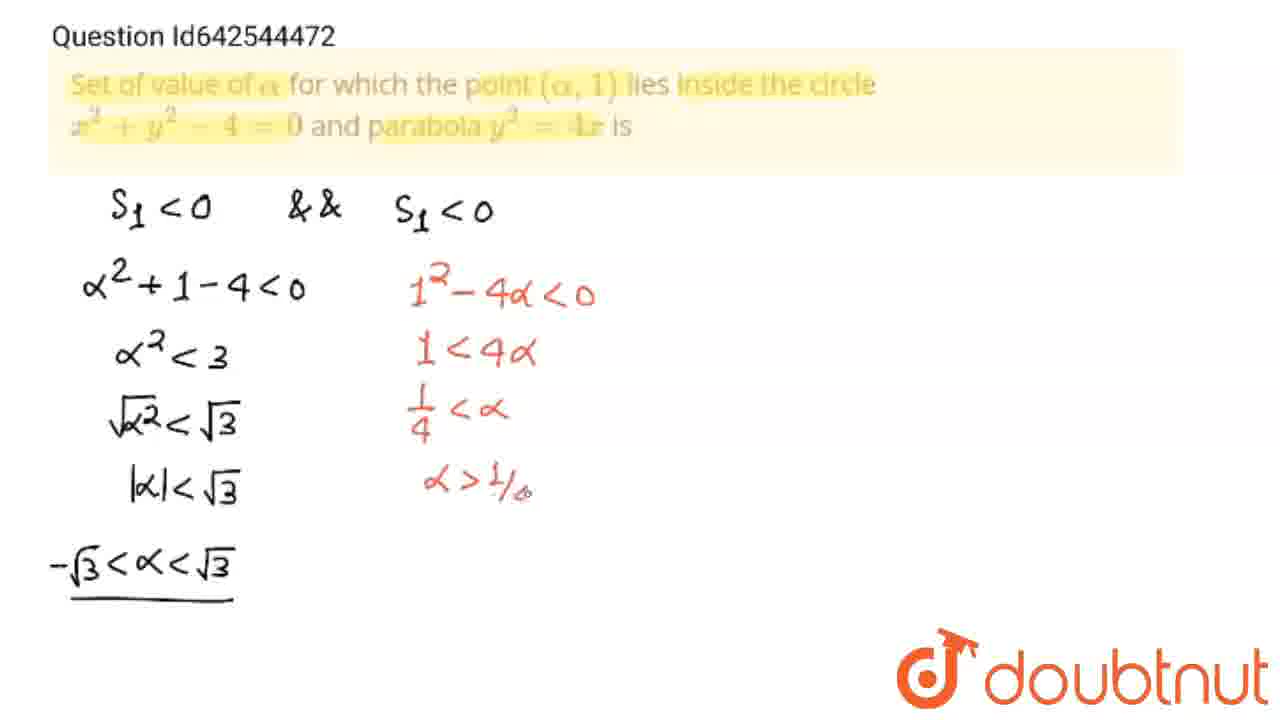 Question Id642544472
Set of value of α for which the point (α, 1) lies inside the circle
x² + y² − 4 = 0 and parabola y² = 4x is
S₁ < 0 && S₁ < 0
α² + 1 − 4 < 0 1² − 4α < 0
α² < 3 1 < 4α
√α² < √3 1/4 < α
|α| < √3 α > 1/
−√3 < α < √3
doubtnut